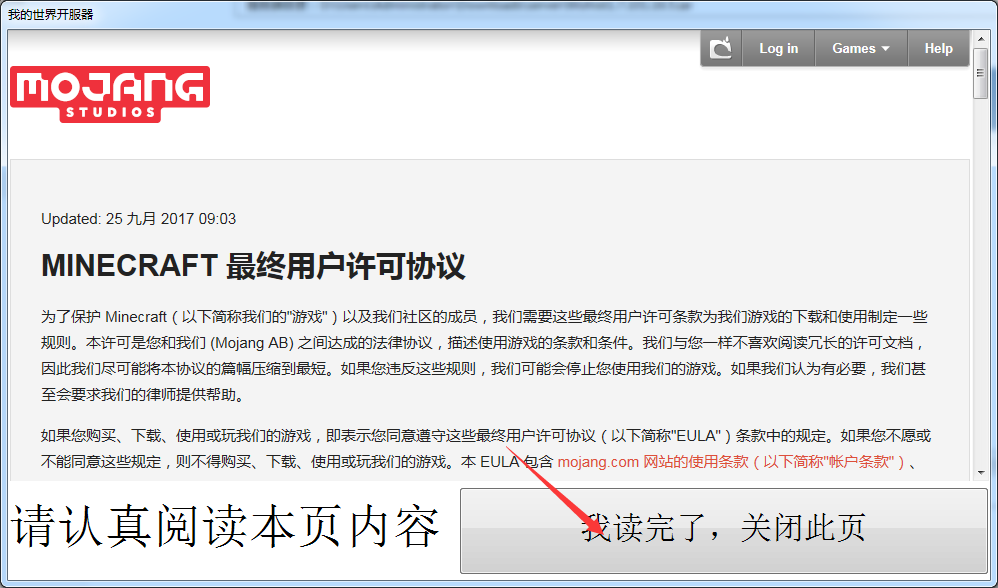 我的世界开服器
Log in
Games
Help
MOJANG
STUDIOS
Updated: 25 九月 2017 09:03
MINECRAFT 最终用户许可协议
为了保护 Minecraft（以下简称我们的"游戏"）以及我们社区的成员，我们需要这些最终用户许可条款为我们游戏的下载和使用制定一些
规则。本许可是您和我们 (Mojang AB) 之间达成的法律协议，描述使用游戏的条款和条件。我们与您一样不喜欢阅读冗长的许可文档，
因此我们尽可能将本协议的篇幅压缩到最短。如果您违反这些规则，我们可能会停止您使用我们的游戏。如果我们认为有必要，我们甚
至会要求我们的律师提供帮助。
如果您购买、下载、使用或玩我们的游戏，即表示您同意遵守这些最终用户许可协议（以下简称"EULA"）条款中的规定。如果您不愿或
不能同意这些规定，则不得购买、下载、使用或玩我们的游戏。本 EULA 包含 mojang.com 网站的使用条款（以下简称"帐户条款"）、
请认真阅读本页内容
我读完了，关闭此页